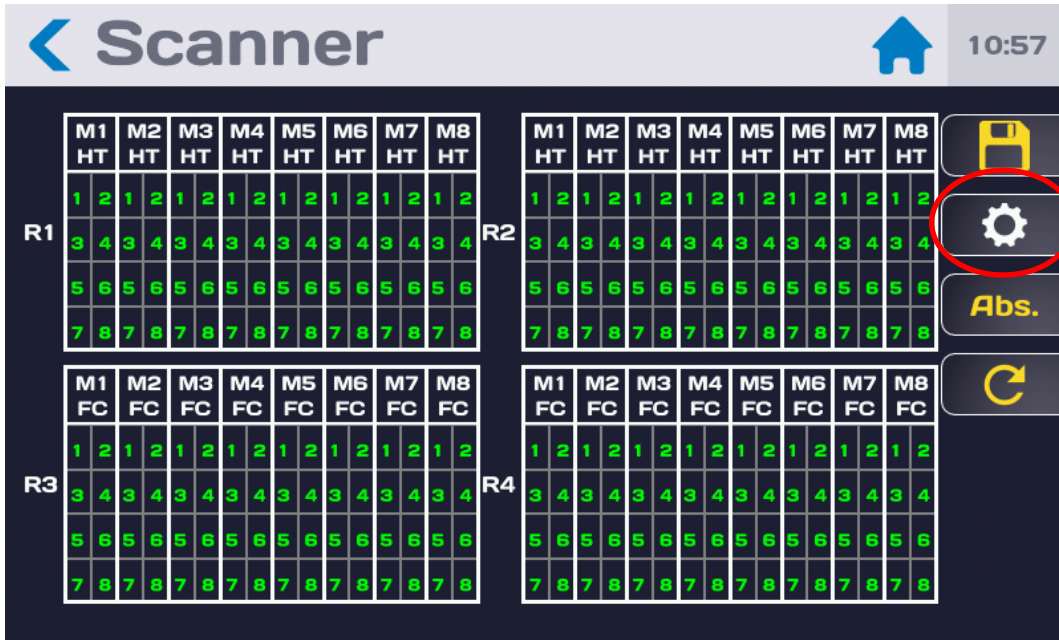 Scanner 10:57
M1 M2 M3 M4 M5 M6 M7 M8 M1 M2 M3 M4 M5 M6 M7 M8
HT HT HT HT HT HT HT HT HT HT HT HT HT HT HT HT
1 2 1 2 1 2 1 2 1 2 1 2 1 2 1 2 1 2 1 2 1 2 1 2 1 2 1 2 1 2 1 2
R1 3 4 3 4 3 4 3 4 3 4 3 4 3 4 3 4 R2 3 4 3 4 3 4 3 4 3 4 3 4 3 4 3 4
5 6 5 6 5 6 5 6 5 6 5 6 5 6 5 6 5 6 5 6 5 6 5 6 5 6 5 6 5 6 5 6
Abs.
7 8 7 8 7 8 7 8 7 8 7 8 7 8 7 8 7 8 7 8 7 8 7 8 7 8 7 8 7 8 7 8
M1 M2 M3 M4 M5 M6 M7 M8 M1 M2 M3 M4 M5 M6 M7 M8
FC FC FC FC FC FC FC FC FC FC FC FC FC FC FC FC
1 2 1 2 1 2 1 2 1 2 1 2 1 2 1 2 1 2 1 2 1 2 1 2 1 2 1 2 1 2 1 2
R3 3 4 3 4 3 4 3 4 3 4 3 4 3 4 3 4 R4 3 4 3 4 3 4 3 4 3 4 3 4 3 4 3 4
5 6 5 6 5 6 5 6 5 6 5 6 5 6 5 6 5 6 5 6 5 6 5 6 5 6 5 6 5 6 5 6
7 8 7 8 7 8 7 8 7 8 7 8 7 8 7 8 7 8 7 8 7 8 7 8 7 8 7 8 7 8 7 8